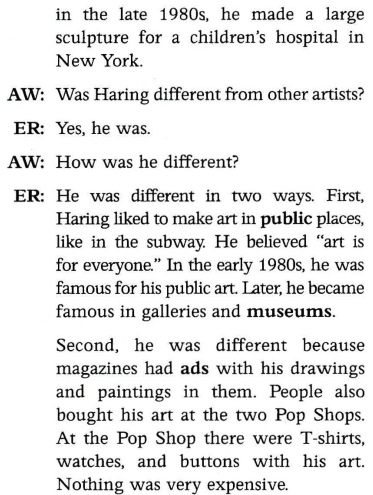 in the late 1980s, he made a large
sculpture for a children's hospital in
New York.
AW: Was Haring different from other artists?
ER: Yes, he was.
AW: How was he different?
ER: He was different in two ways. First,
Haring liked to make art in public places,
like in the subway. He believed "art is
for everyone." In the early 1980s, he was
famous for his public art. Later, he became
famous in galleries and museums.
Second, he was different because
magazines had ads with his drawings
and paintings in them. People also
bought his art at the two Pop Shops.
At the Pop Shop there were T-shirts,
watches, and buttons with his art.
Nothing was very expensive.